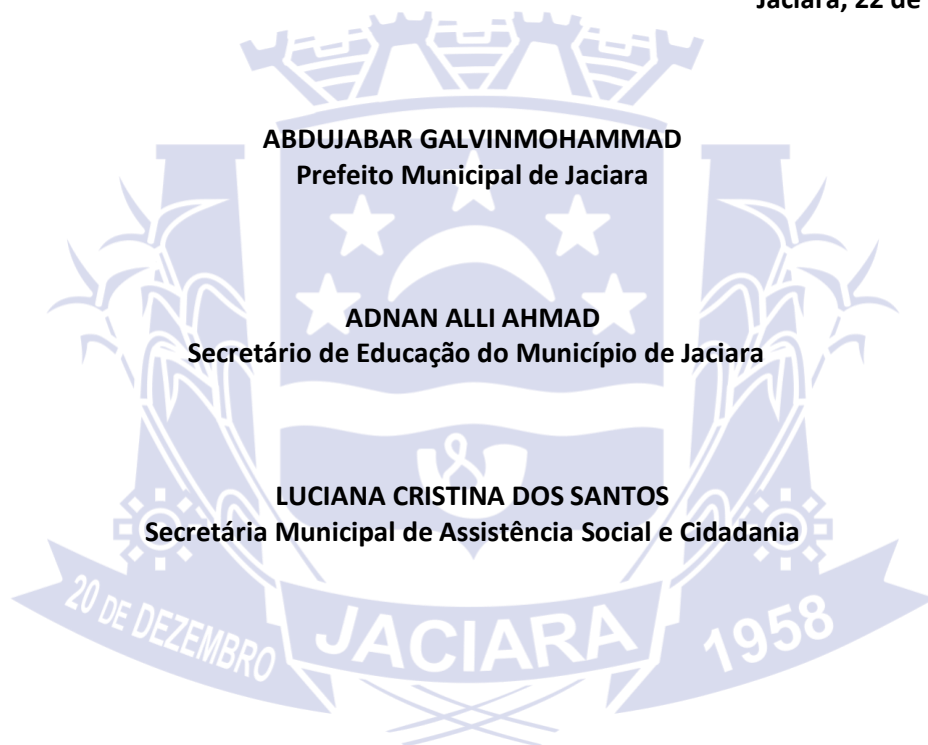 Jaciara, 22 de
ABDUJABAR GALVINMOHAMMAD
Prefeito Municipal de Jaciara
ADNAN ALLI AHMAD
Secretário de Educação do Município de Jaciara
LUCIANA CRISTINA DOS SANTOS
Secretária Municipal de Assistência Social e Cidadania
20 DE DEZEMBRO
JACIARA
1958